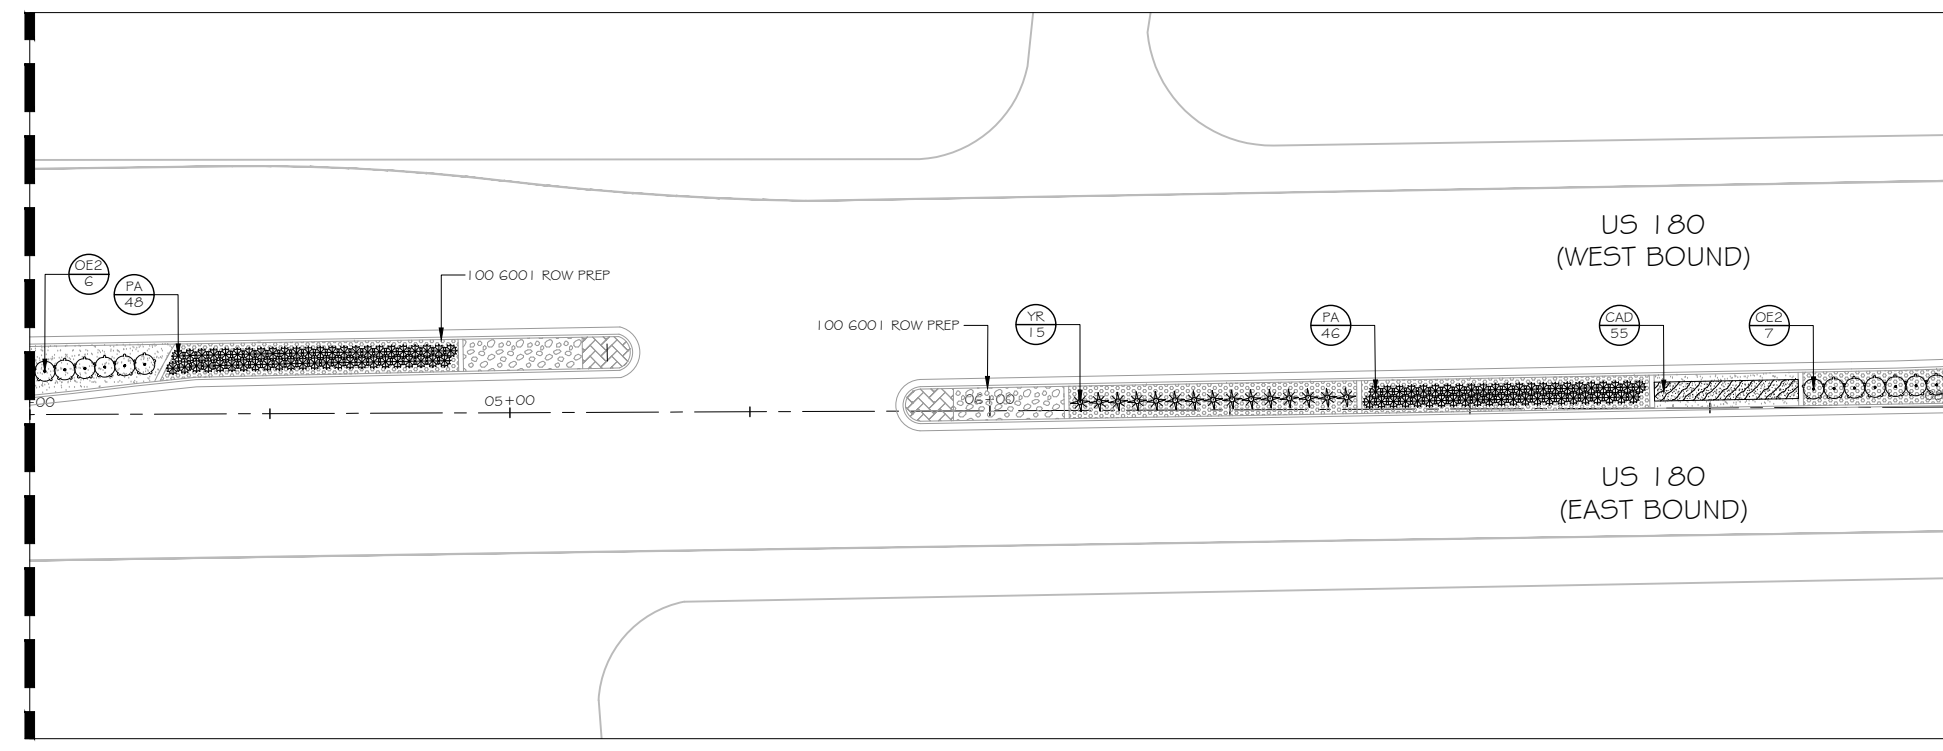 US 180
(WEST BOUND)
OE2
6
PA
48
100 6001 ROW PREP
100 6001 ROW PREP
YR
15
PA
46
CAD
55
OE2
7
+00
05+00
06+00
US 180
(EAST BOUND)